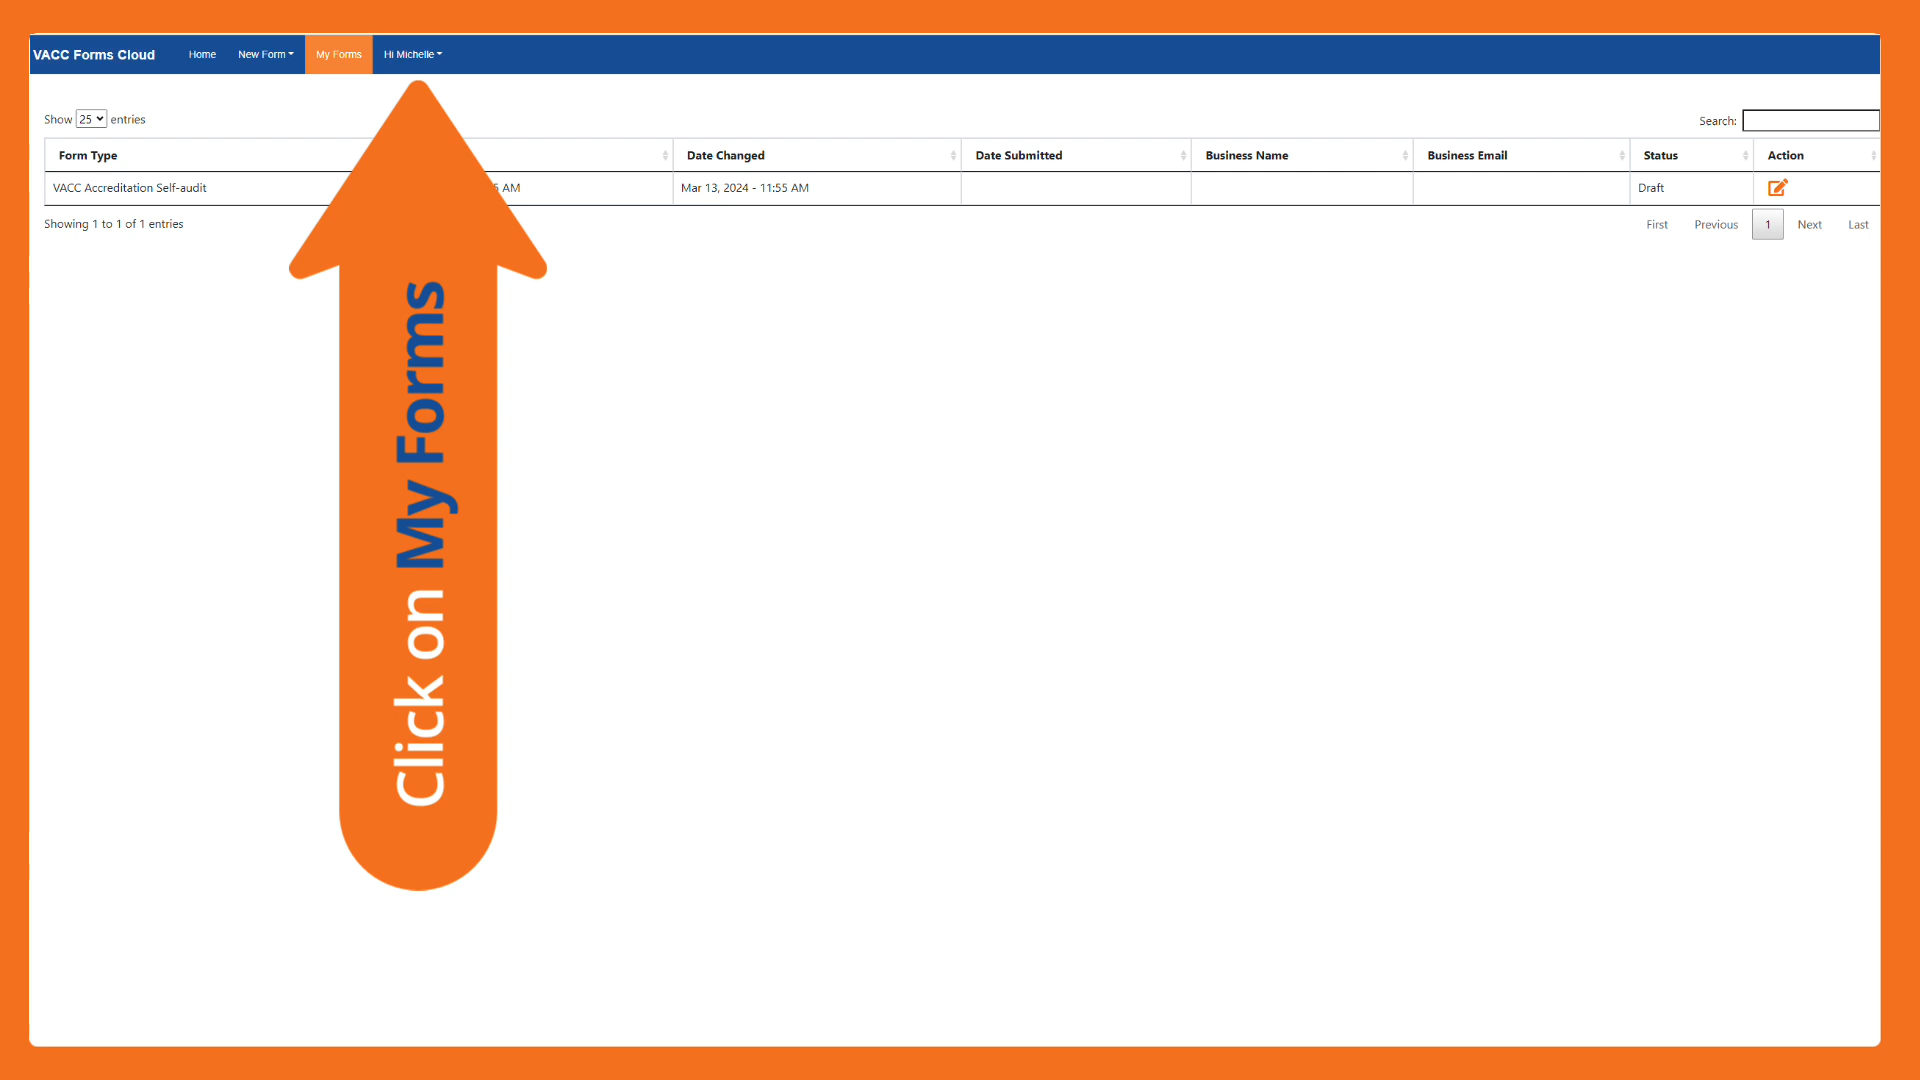 VACC Forms Cloud Home New Form My Forms Hi Michelle
Show 25 entries
Search:
Form Type Date Changed Date Submitted Business Name Business Email Status Action
VACC Accreditation Self-audit AM Mar 13, 2024 - 11:55 AM Draft
Showing 1 to 1 of 1 entries
First Previous 1 Next Last
Click on My Forms